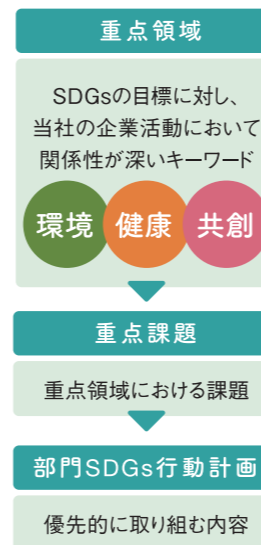 重点領域
SDGsの目標に対し、
当社の企業活動において
関係性が深いキーワード
環境 健康 共創
重点課題
重点領域における課題
部門SDGs行動計画
優先的に取り組む内容